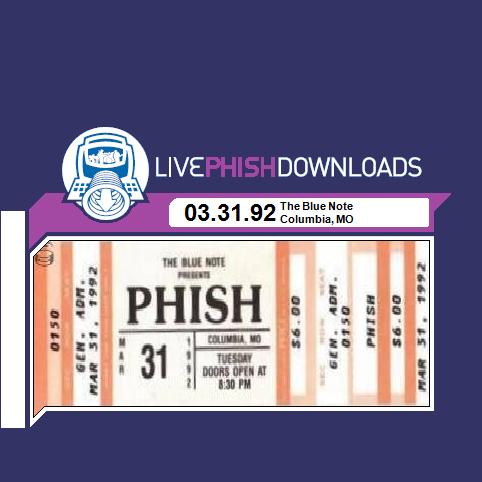 LIVEPHISHDOWNLOADS
03.31.92 The Blue Note
Columbia, MO
0150
GEN. ADM.
MAR 31, 1992
THE BLUE NOTE
PRESENTS
PHISH
MAR 31 1992
COLUMBIA, MO
TUESDAY
DOORS OPEN AT
8:30 PM
$6.00
GEN. ADM.
0150
PHISH
$6.00
MAR 31, 1992